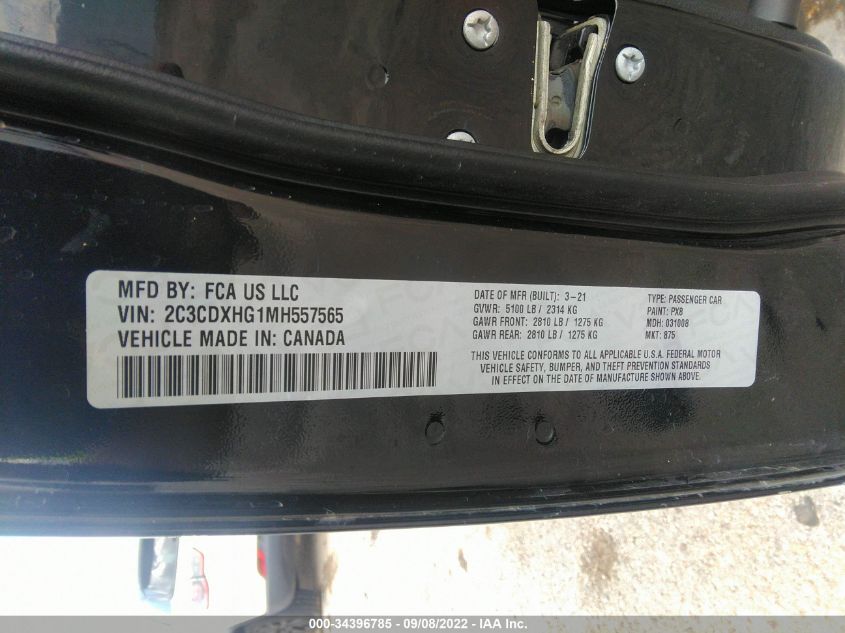 MFD BY: FCA US LLC
VIN: 2C3CDXHG1MH557565
VEHICLE MADE IN: CANADA
DATE OF MFR (BUILT): 3-21
GVWR: 5100 LB / 2314 KG
GAWR FRONT: 2810 LB / 1275 KG
GAWR REAR: 2810 LB / 1275 KG
TYPE: PASSENGER CAR
PAINT: PX8
MDH: 031008
MKT: 875
THIS VEHICLE CONFORMS TO ALL APPLICABLE U.S.A. FEDERAL MOTOR
VEHICLE SAFETY, BUMPER, AND THEFT PREVENTION STANDARDS
IN EFFECT ON THE DATE OF MANUFACTURE SHOWN ABOVE.
000-34396785 - 09/08/2022 - IAA Inc.